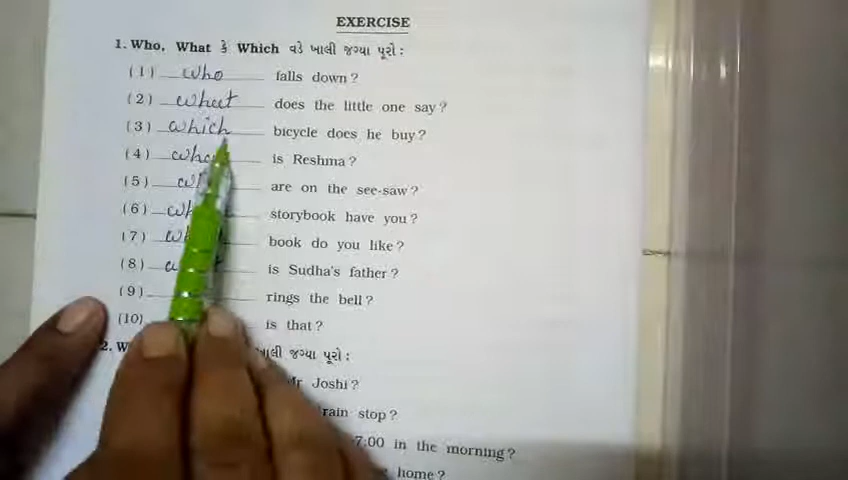 EXERCISE
1. Who, What કે Which વડે ખાલી જગ્યા પૂરો :
(1) who falls down?
(2) what does the little one say?
(3) which bicycle does he buy?
(4) is Reshma?
(5) are on the see-saw?
(6) storybook have you?
(7) book do you like?
(8) is Sudha's father?
(9) rings the bell?
(10) is that?
2. ખાલી જગ્યા પૂરો :
Mr Joshi?
train stop?
7:00 in the morning?
home?